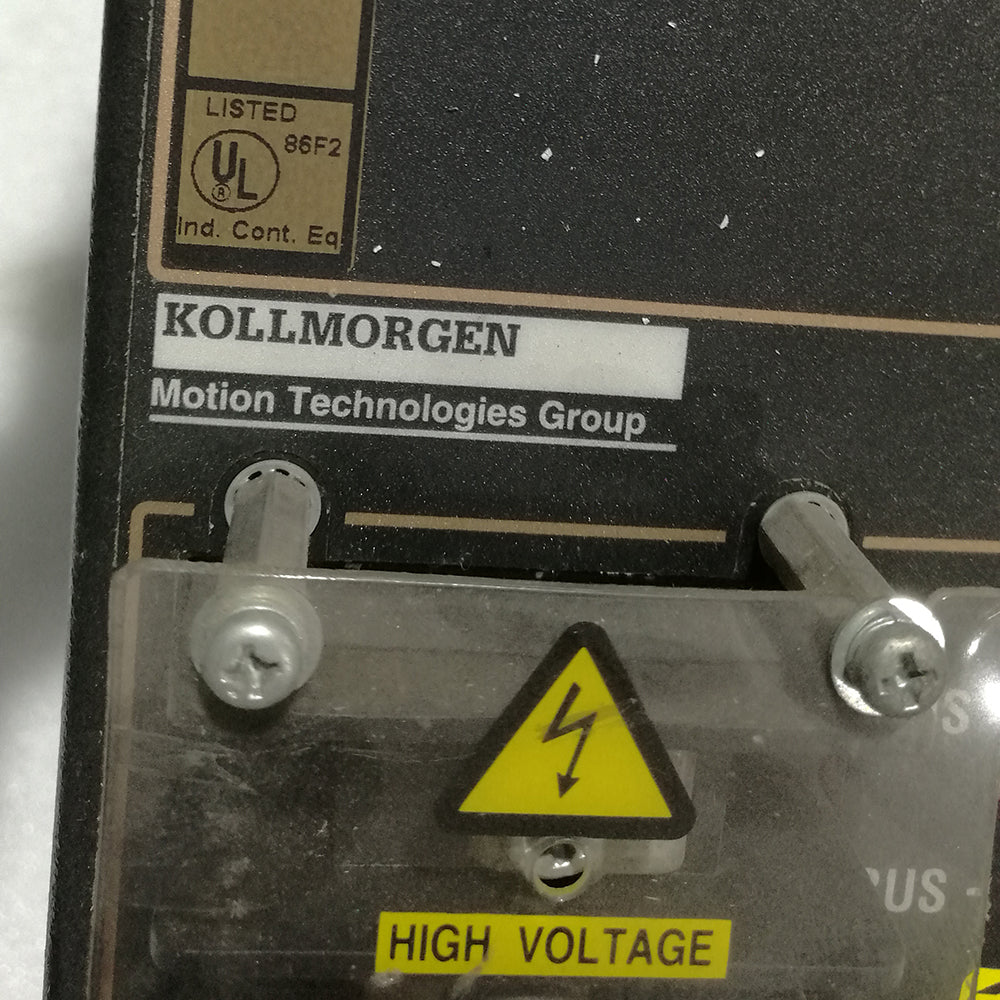 LISTED
UL 86F2
®
Ind. Cont. Eq
KOLLMORGEN
Motion Technologies Group
HIGH VOLTAGE